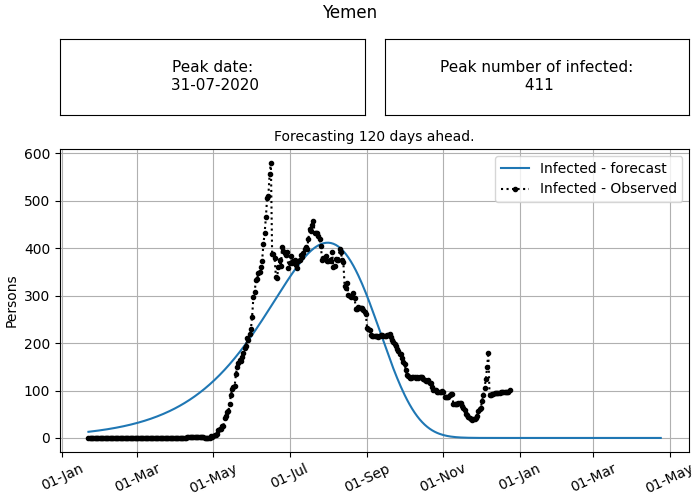 Yemen
Peak date:
31-07-2020
Peak number of infected:
411
Forecasting 120 days ahead.
Infected - forecast
Infected - Observed
Persons
600
500
400
300
200
100
0
01-Jan
01-Mar
01-May
01-Jul
01-Sep
01-Nov
01-Jan
01-Mar
01-May